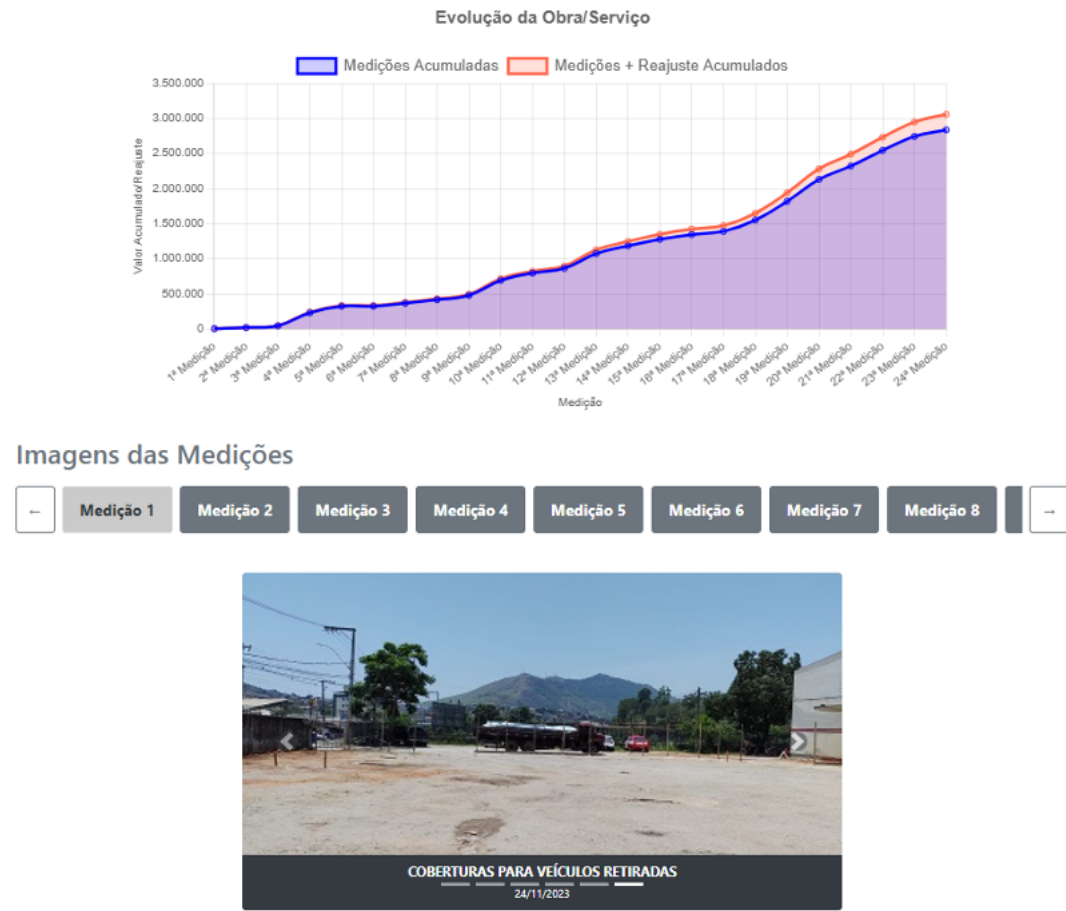 Evolução da Obra/Serviço
Medições Acumuladas Medições + Reajuste Acumulados
Valor Acumulado/Reajuste
3.500.000
3.000.000
2.500.000
2.000.000
1.500.000
1.000.000
500.000
0
1ª Medição
2ª Medição
3ª Medição
4ª Medição
5ª Medição
6ª Medição
7ª Medição
8ª Medição
9ª Medição
10ª Medição
11ª Medição
12ª Medição
13ª Medição
14ª Medição
15ª Medição
16ª Medição
17ª Medição
18ª Medição
19ª Medição
20ª Medição
21ª Medição
22ª Medição
23ª Medição
24ª Medição
Medição
Imagens das Medições
← Medição 1 Medição 2 Medição 3 Medição 4 Medição 5 Medição 6 Medição 7 Medição 8 →
COBERTURAS PARA VEÍCULOS RETIRADAS
24/11/2023